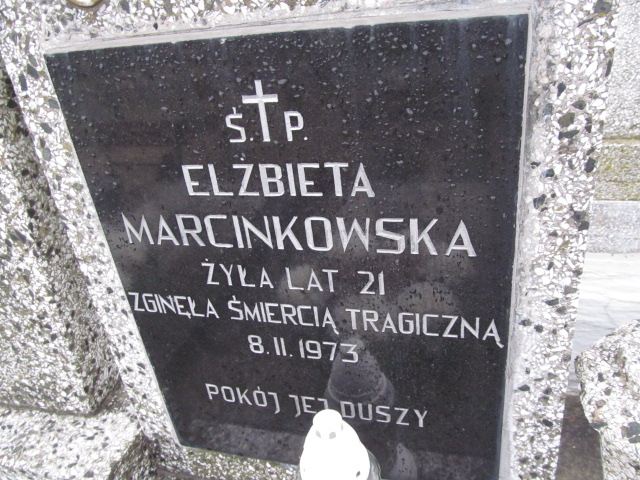 Ś.P.
ELŻBIETA
MARCINKOWSKA
ŻYŁA LAT 21
ZGINĘŁA ŚMIERCIĄ TRAGICZNĄ
8.II.1973
POKÓJ JEJ DUSZY